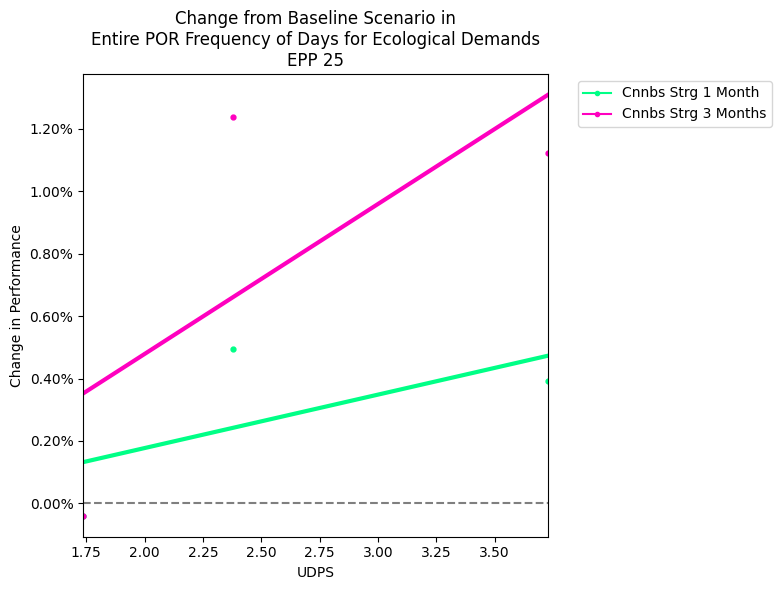 Change from Baseline Scenario in
Entire POR Frequency of Days for Ecological Demands
EPP 25
Cnnbs Strg 1 Month
Cnnbs Strg 3 Months
Change in Performance
1.20%
1.00%
0.80%
0.60%
0.40%
0.20%
0.00%
1.75 2.00 2.25 2.50 2.75 3.00 3.25 3.50
UDPS